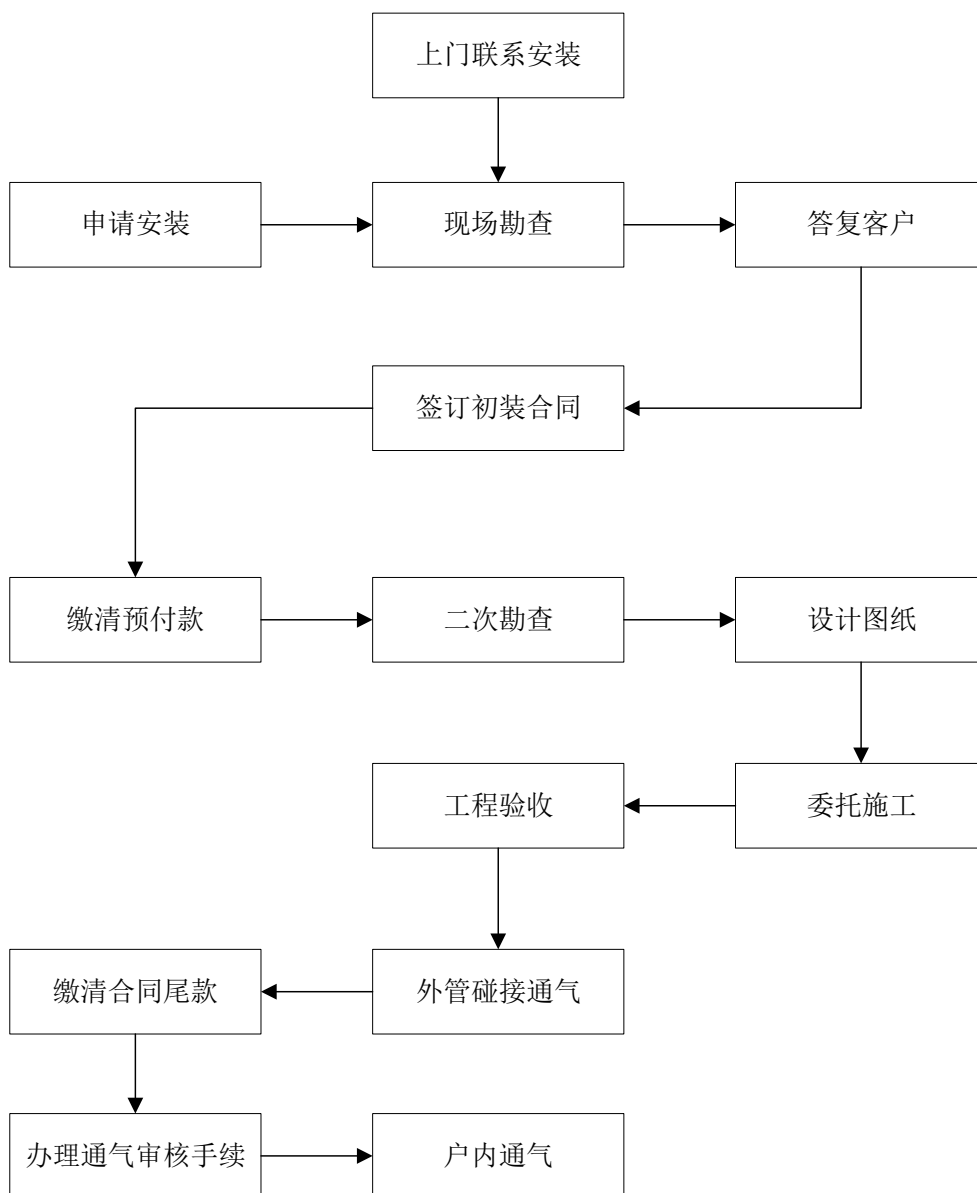 上门联系安装
申请安装
现场勘查
答复客户
签订初装合同
缴清预付款
二次勘查
设计图纸
工程验收
委托施工
缴清合同尾款
外管碰接通气
办理通气审核手续
户内通气